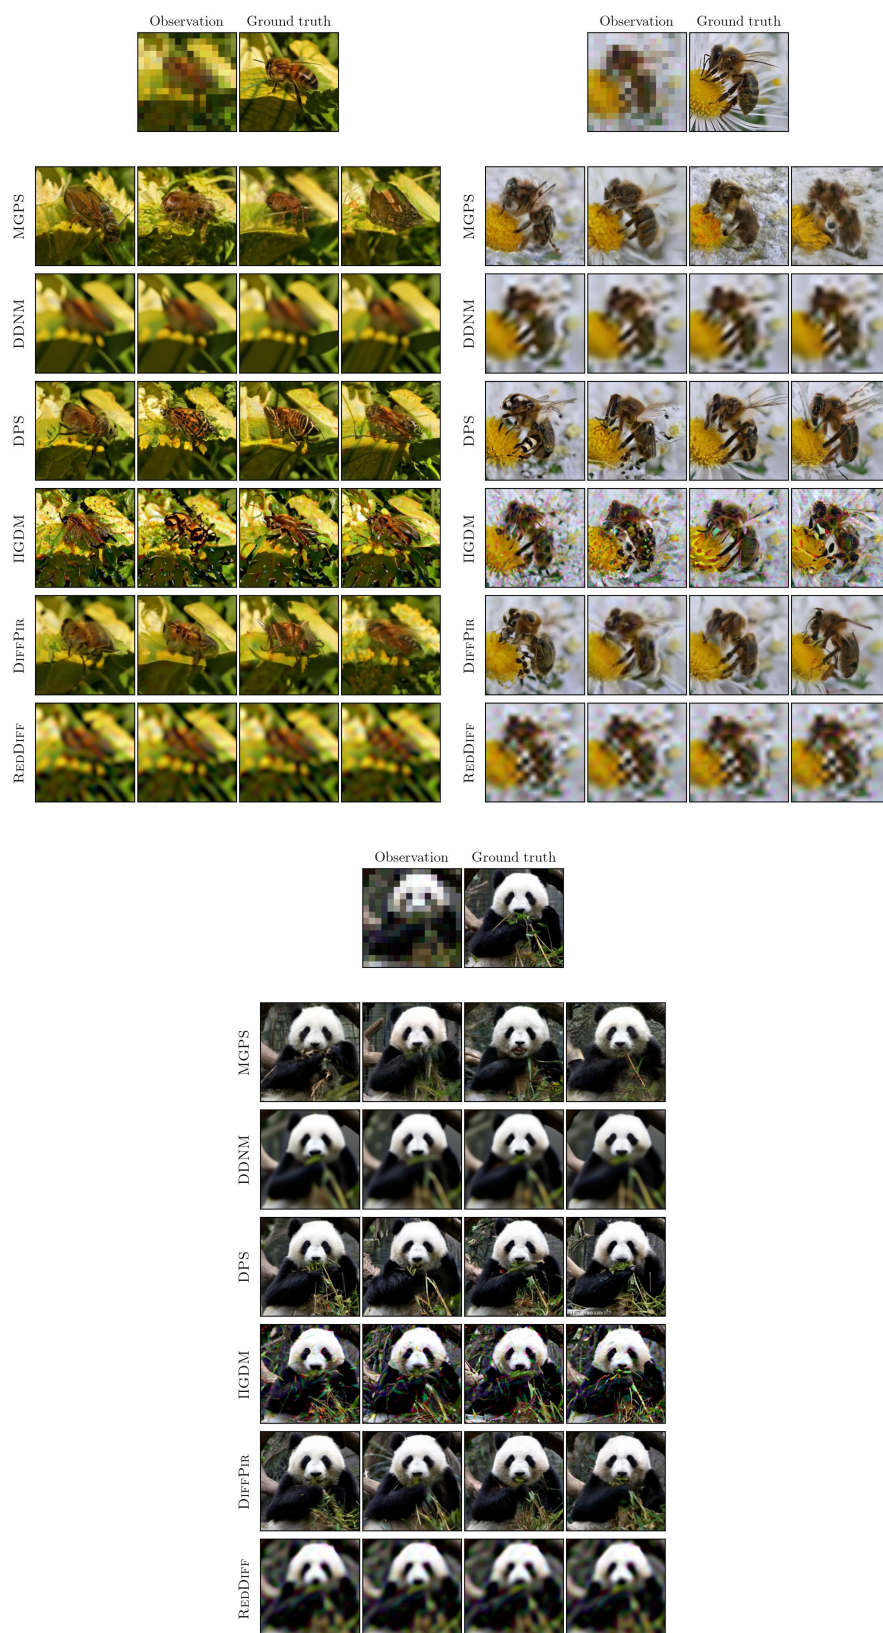 Observation Ground truth
MGPS
DDNM
DPS
ΠGDM
DIFFPIR
REDDIFF
Observation Ground truth
MGPS
DDNM
DPS
ΠGDM
DIFFPIR
REDDIFF
Observation Ground truth
MGPS
DDNM
DPS
ΠGDM
DIFFPIR
REDDIFF